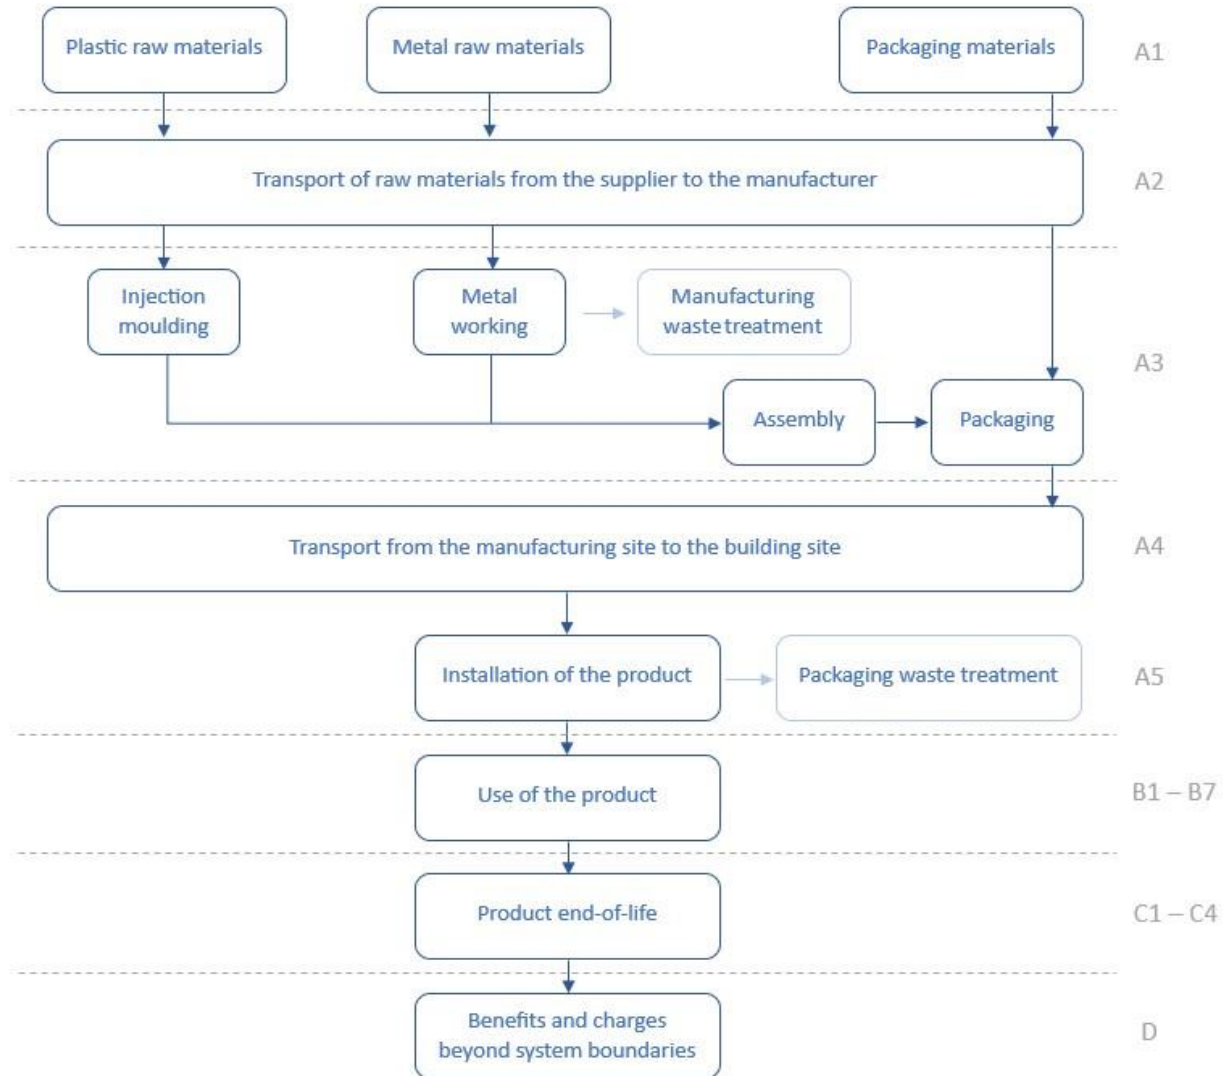 Plastic raw materials
Metal raw materials
Packaging materials
A1
Transport of raw materials from the supplier to the manufacturer
A2
Injection
moulding
Metal
working
Manufacturing
waste treatment
A3
Assembly
Packaging
Transport from the manufacturing site to the building site
A4
Installation of the product
Packaging waste treatment
A5
Use of the product
B1 – B7
Product end-of-life
C1 – C4
Benefits and charges
beyond system boundaries
D